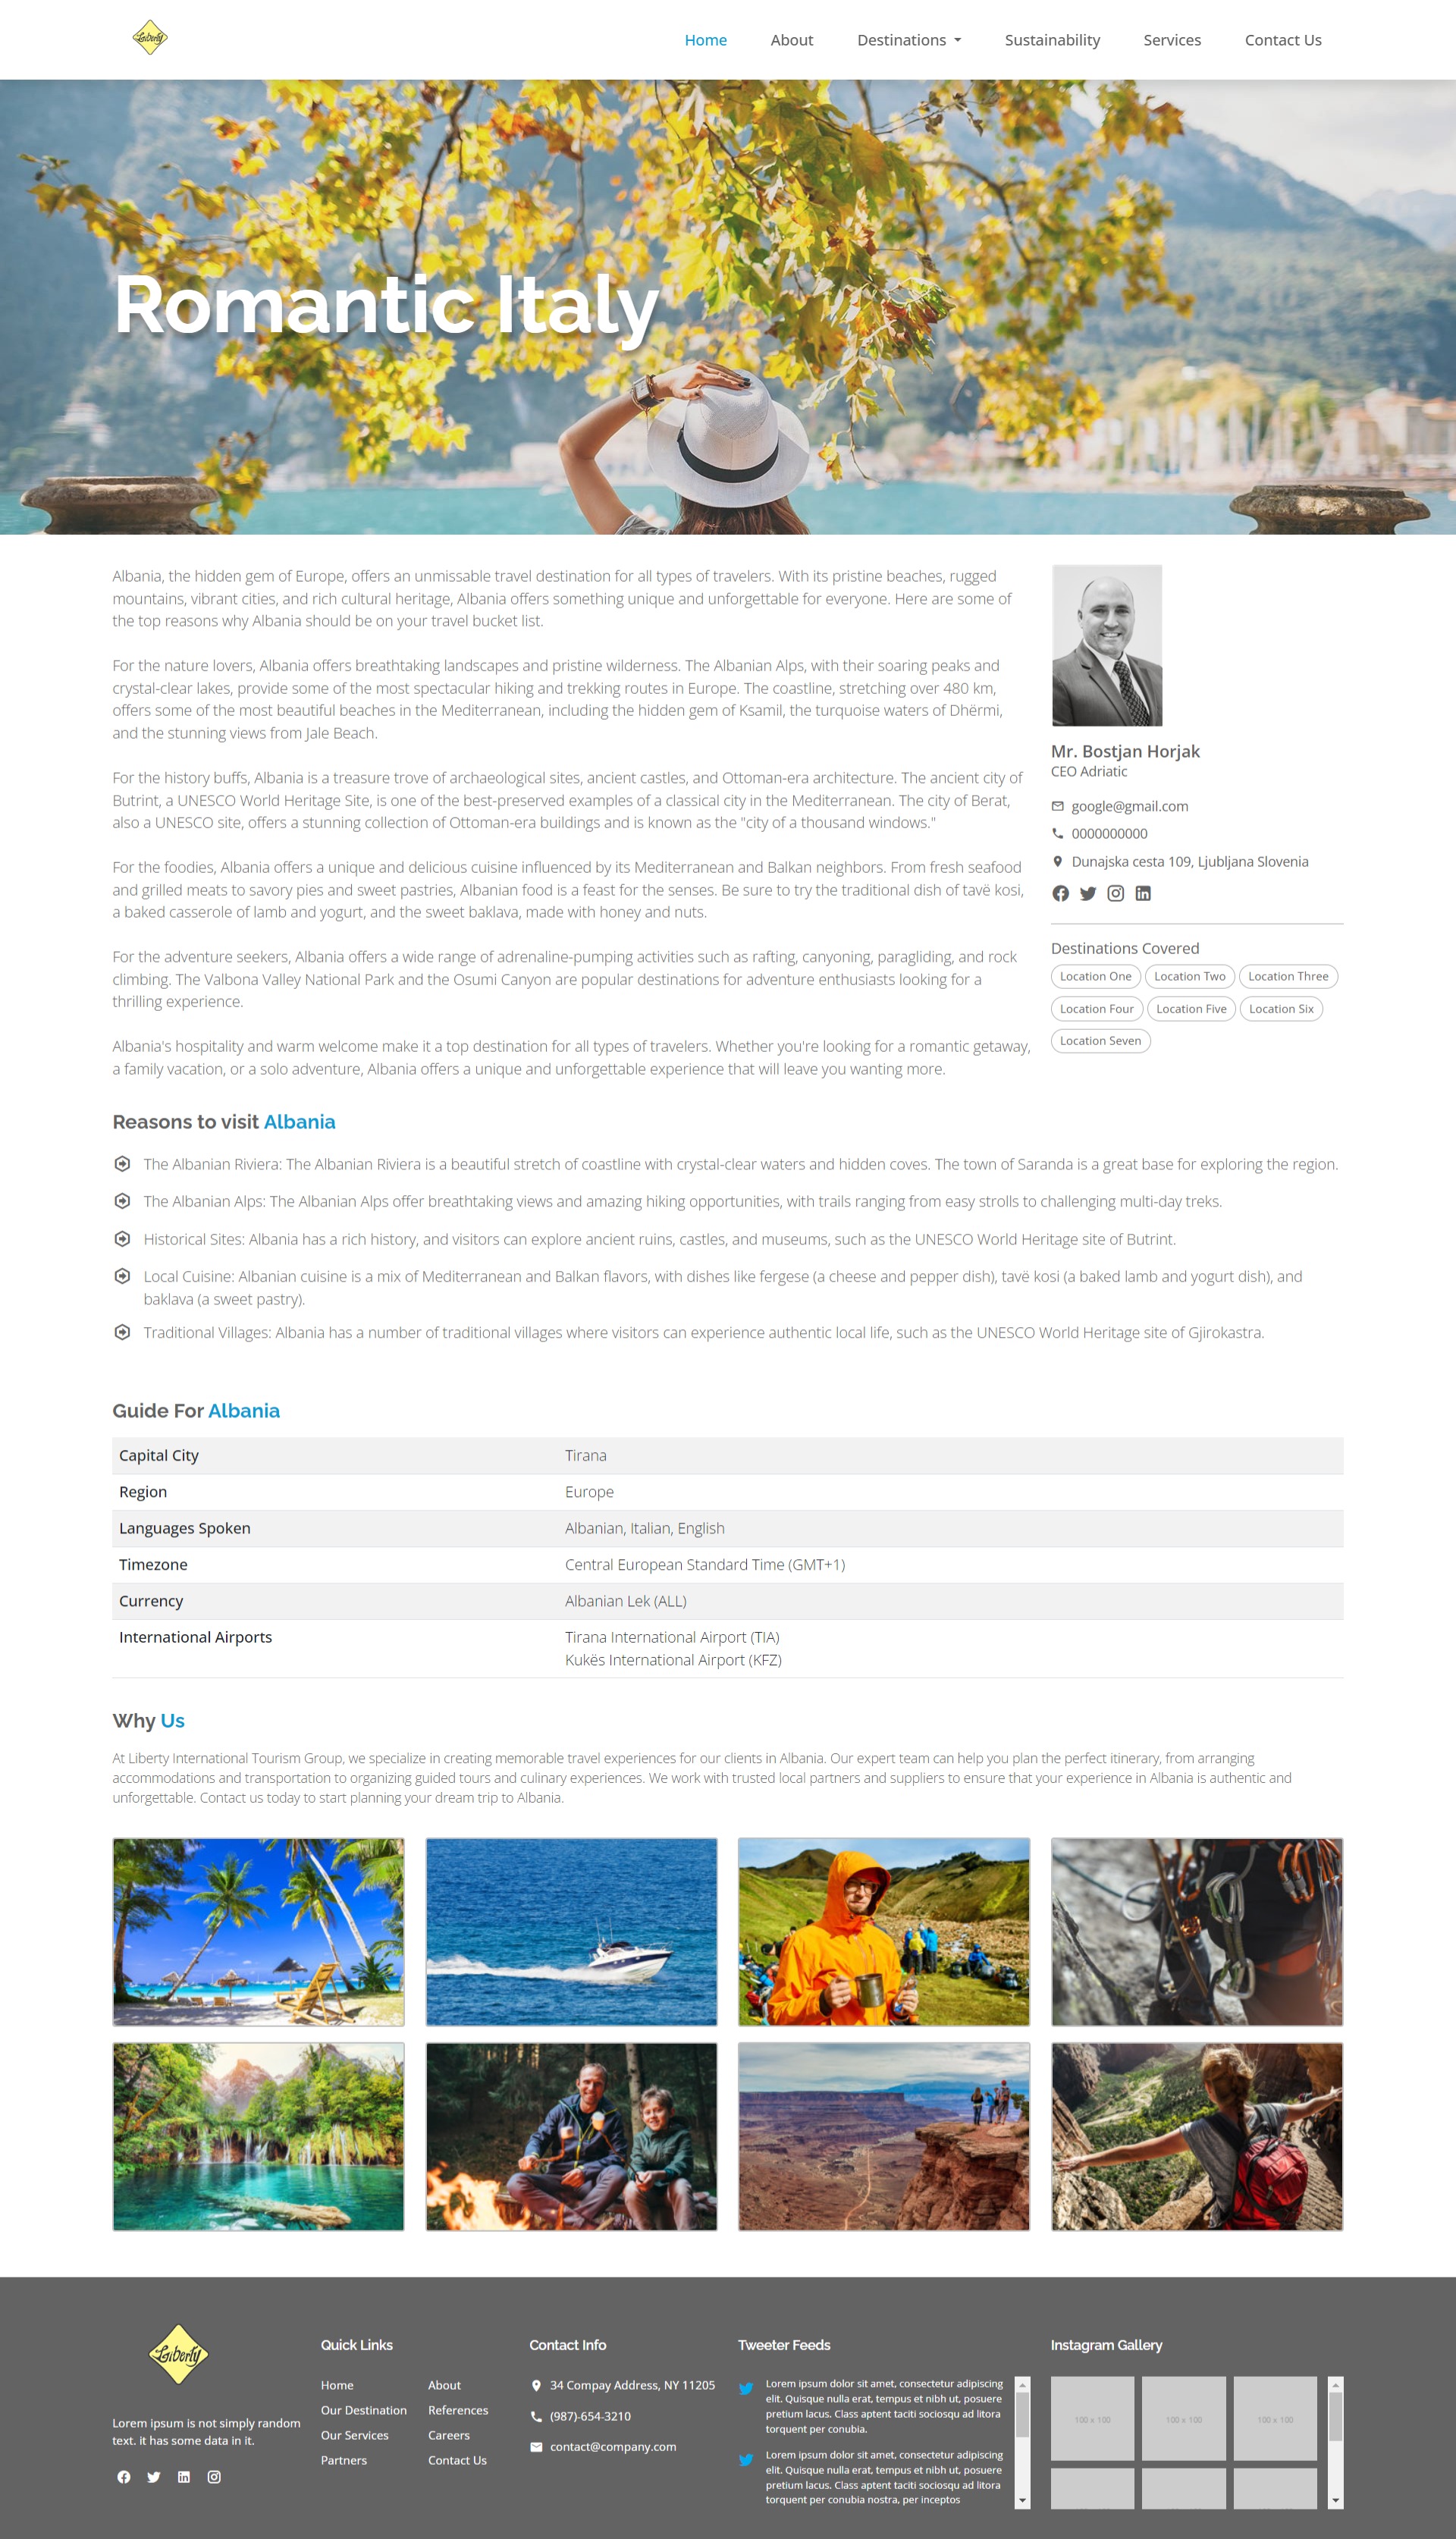 Liberty
Home
About
Destinations
Sustainability
Services
Contact Us
Romantic Italy
Albania, the hidden gem of Europe, offers an unmissable travel destination for all types of travelers. With its pristine beaches, rugged
mountains, vibrant cities, and rich cultural heritage, Albania offers something unique and unforgettable for everyone. Here are some of
the top reasons why Albania should be on your travel bucket list.
For the nature lovers, Albania offers breathtaking landscapes and pristine wilderness. The Albanian Alps, with their soaring peaks and
crystal-clear lakes, provide some of the most spectacular hiking and trekking routes in Europe. The coastline, stretching over 480 km,
offers some of the most beautiful beaches in the Mediterranean, including the hidden gem of Ksamil, the turquoise waters of Dhërmi,
and the stunning views from Jale Beach.
For the history buffs, Albania is a treasure trove of archaeological sites, ancient castles, and Ottoman-era architecture. The ancient city of
Butrint, a UNESCO World Heritage Site, is one of the best-preserved examples of a classical city in the Mediterranean. The city of Berat,
also a UNESCO site, offers a stunning collection of Ottoman-era buildings and is known as the "city of a thousand windows."
For the foodies, Albania offers a unique and delicious cuisine influenced by its Mediterranean and Balkan neighbors. From fresh seafood
and grilled meats to savory pies and sweet pastries, Albanian food is a feast for the senses. Be sure to try the traditional dish of tavë kosi,
a baked casserole of lamb and yogurt, and the sweet baklava, made with honey and nuts.
For the adventure seekers, Albania offers a wide range of adrenaline-pumping activities such as rafting, canyoning, paragliding, and rock
climbing. The Valbona Valley National Park and the Osumi Canyon are popular destinations for adventure enthusiasts looking for a
thrilling experience.
Albania's hospitality and warm welcome make it a top destination for all types of travelers. Whether you're looking for a romantic getaway,
a family vacation, or a solo adventure, Albania offers a unique and unforgettable experience that will leave you wanting more.
Mr. Bostjan Horjak
CEO Adriatic
google@gmail.com
0000000000
Dunajska cesta 109, Ljubljana Slovenia
Destinations Covered
Location One
Location Two
Location Three
Location Four
Location Five
Location Six
Location Seven
Reasons to visit Albania
The Albanian Riviera: The Albanian Riviera is a beautiful stretch of coastline with crystal-clear waters and hidden coves. The town of Saranda is a great base for exploring the region.
The Albanian Alps: The Albanian Alps offer breathtaking views and amazing hiking opportunities, with trails ranging from easy strolls to challenging multi-day treks.
Historical Sites: Albania has a rich history, and visitors can explore ancient ruins, castles, and museums, such as the UNESCO World Heritage site of Butrint.
Local Cuisine: Albanian cuisine is a mix of Mediterranean and Balkan flavors, with dishes like fergese (a cheese and pepper dish), tavë kosi (a baked lamb and yogurt dish), and
baklava (a sweet pastry).
Traditional Villages: Albania has a number of traditional villages where visitors can experience authentic local life, such as the UNESCO World Heritage site of Gjirokastra.
Guide For Albania
Capital City
Tirana
Region
Europe
Languages Spoken
Albanian, Italian, English
Timezone
Central European Standard Time (GMT+1)
Currency
Albanian Lek (ALL)
International Airports
Tirana International Airport (TIA)
Kukës International Airport (KFZ)
Why Us
At Liberty International Tourism Group, we specialize in creating memorable travel experiences for our clients in Albania. Our expert team can help you plan the perfect itinerary, from arranging
accommodations and transportation to organizing guided tours and culinary experiences. We work with trusted local partners and suppliers to ensure that your experience in Albania is authentic and
unforgettable. Contact us today to start planning your dream trip to Albania.
Liberty
Lorem ipsum is not simply random
text. it has some data in it.
Quick Links
Home
About
Our Destination
References
Our Services
Careers
Partners
Contact Us
Contact Info
34 Compay Address, NY 11205
(987)-654-3210
contact@company.com
Tweeter Feeds
Lorem ipsum dolor sit amet, consectetur adipiscing
elit. Quisque nulla erat, tempus et nibh ut, posuere
pretium lacus. Class aptent taciti sociosqu ad litora
torquent per conubia.
Lorem ipsum dolor sit amet, consectetur adipiscing
elit. Quisque nulla erat, tempus et nibh ut, posuere
pretium lacus. Class aptent taciti sociosqu ad litora
torquent per conubia nostra, per inceptos
Instagram Gallery
100 x 100
100 x 100
100 x 100